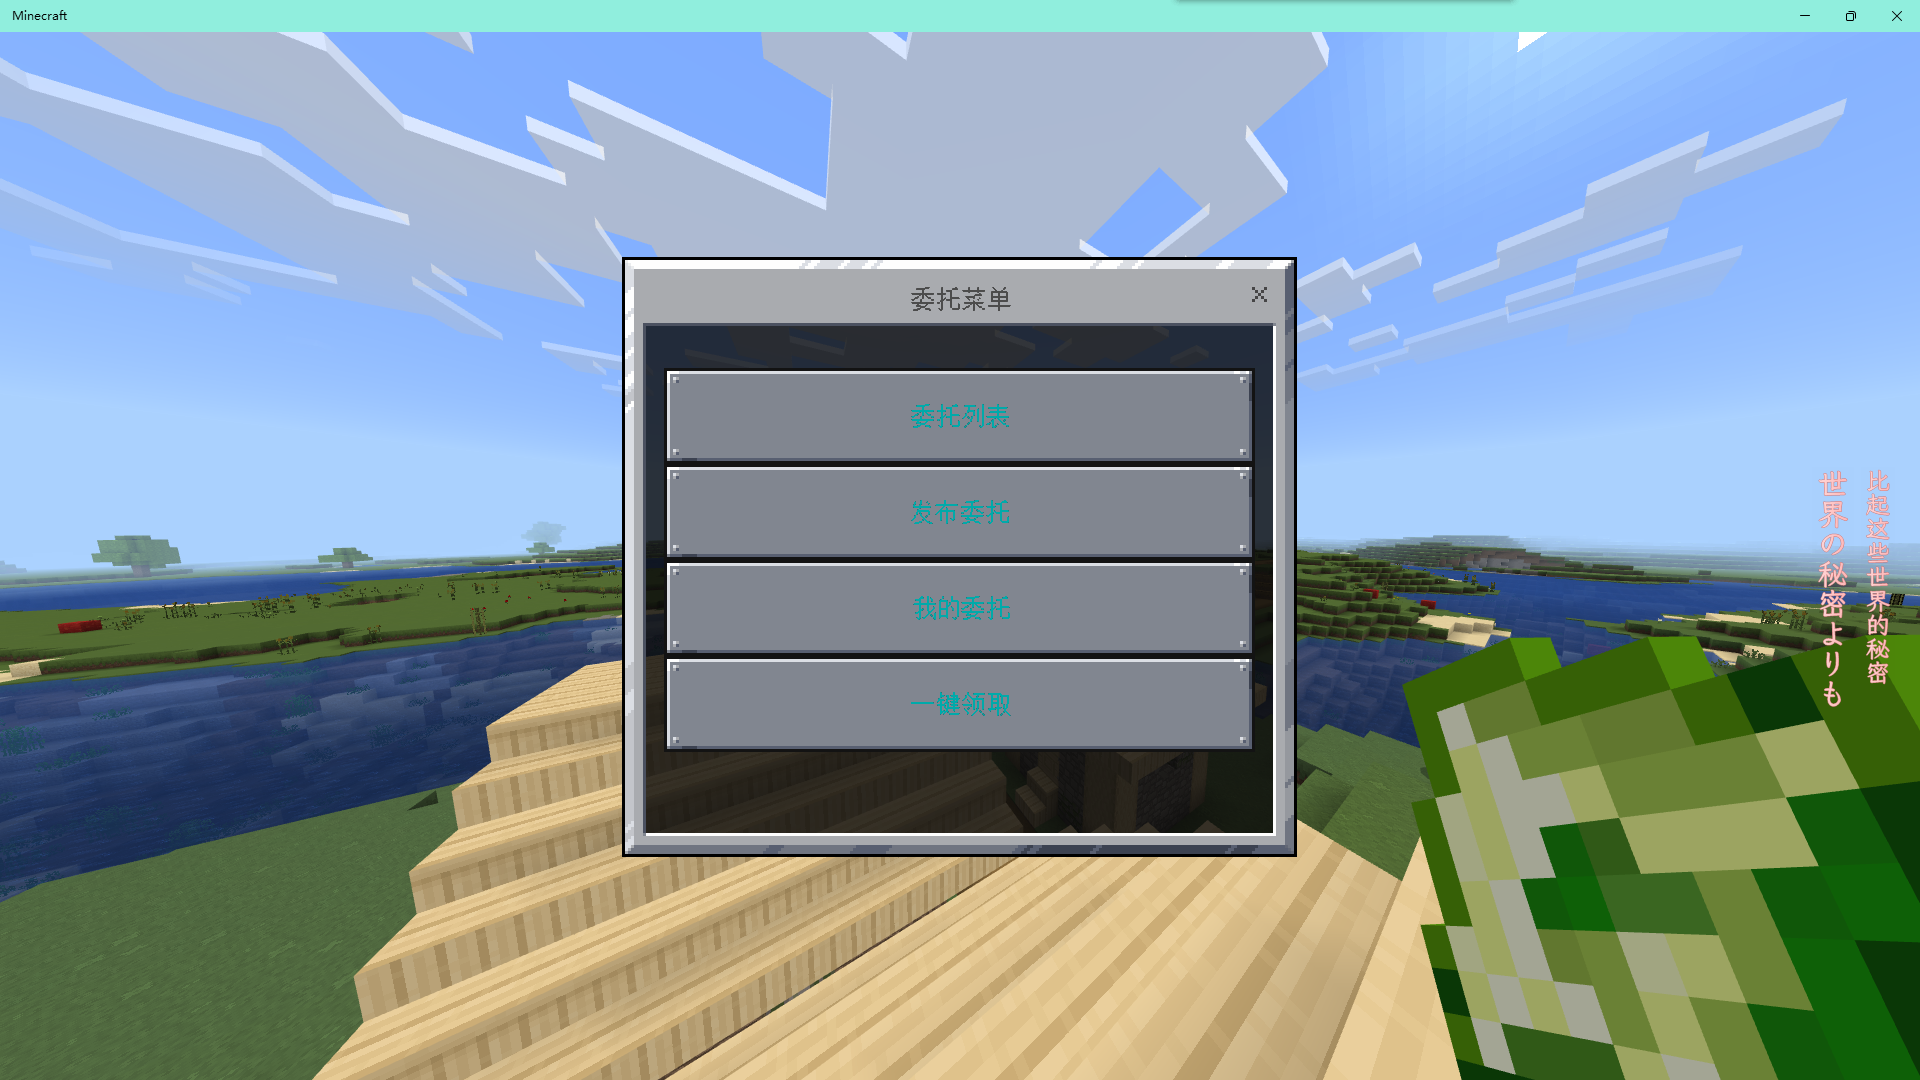 Minecraft
委托菜单
委托列表
发布委托
我的委托
一键领取
比起这些世界的秘密
世界の秘密よりも